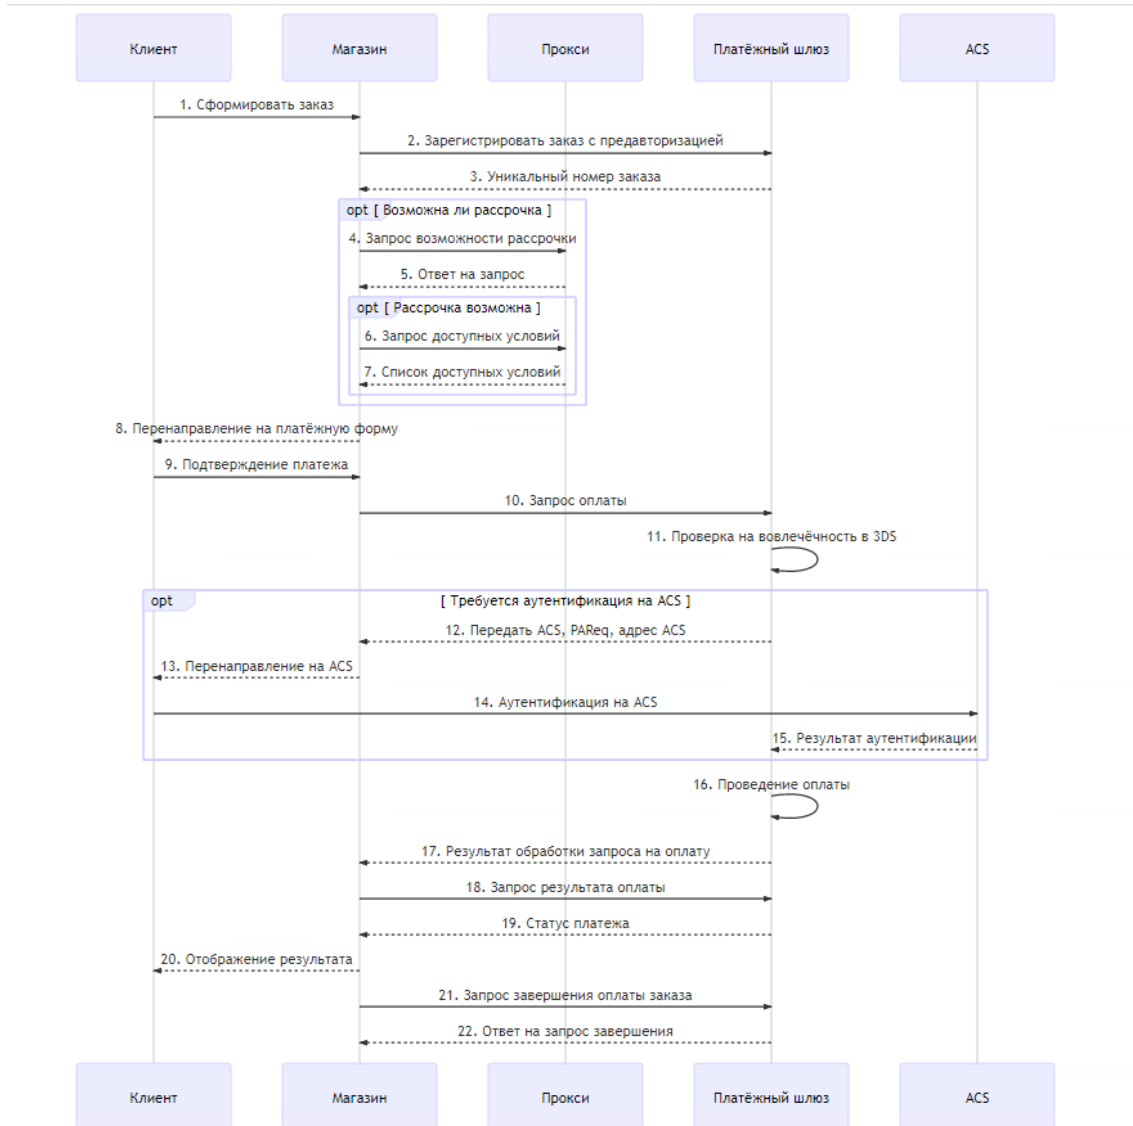 Клиент
Магазин
Прокси
Платёжный шлюз
ACS
1. Сформировать заказ
2. Зарегистрировать заказ с предавторизацией
3. Уникальный номер заказа
opt [ Возможна ли рассрочка ]
4. Запрос возможности рассрочки
5. Ответ на запрос
opt [ Рассрочка возможна ]
6. Запрос доступных условий
7. Список доступных условий
8. Перенаправление на платёжную форму
9. Подтверждение платежа
10. Запрос оплаты
11. Проверка на вовлечёчность в 3DS
opt [ Требуется аутентификация на ACS ]
12. Передать ACS, PAReq, адрес ACS
13. Перенаправление на ACS
14. Аутентификация на ACS
15. Результат аутентификации
16. Проведение оплаты
17. Результат обработки запроса на оплату
18. Запрос результата оплаты
19. Статус платежа
20. Отображение результата
21. Запрос завершения оплаты заказа
22. Ответ на запрос завершения
Клиент
Магазин
Прокси
Платёжный шлюз
ACS